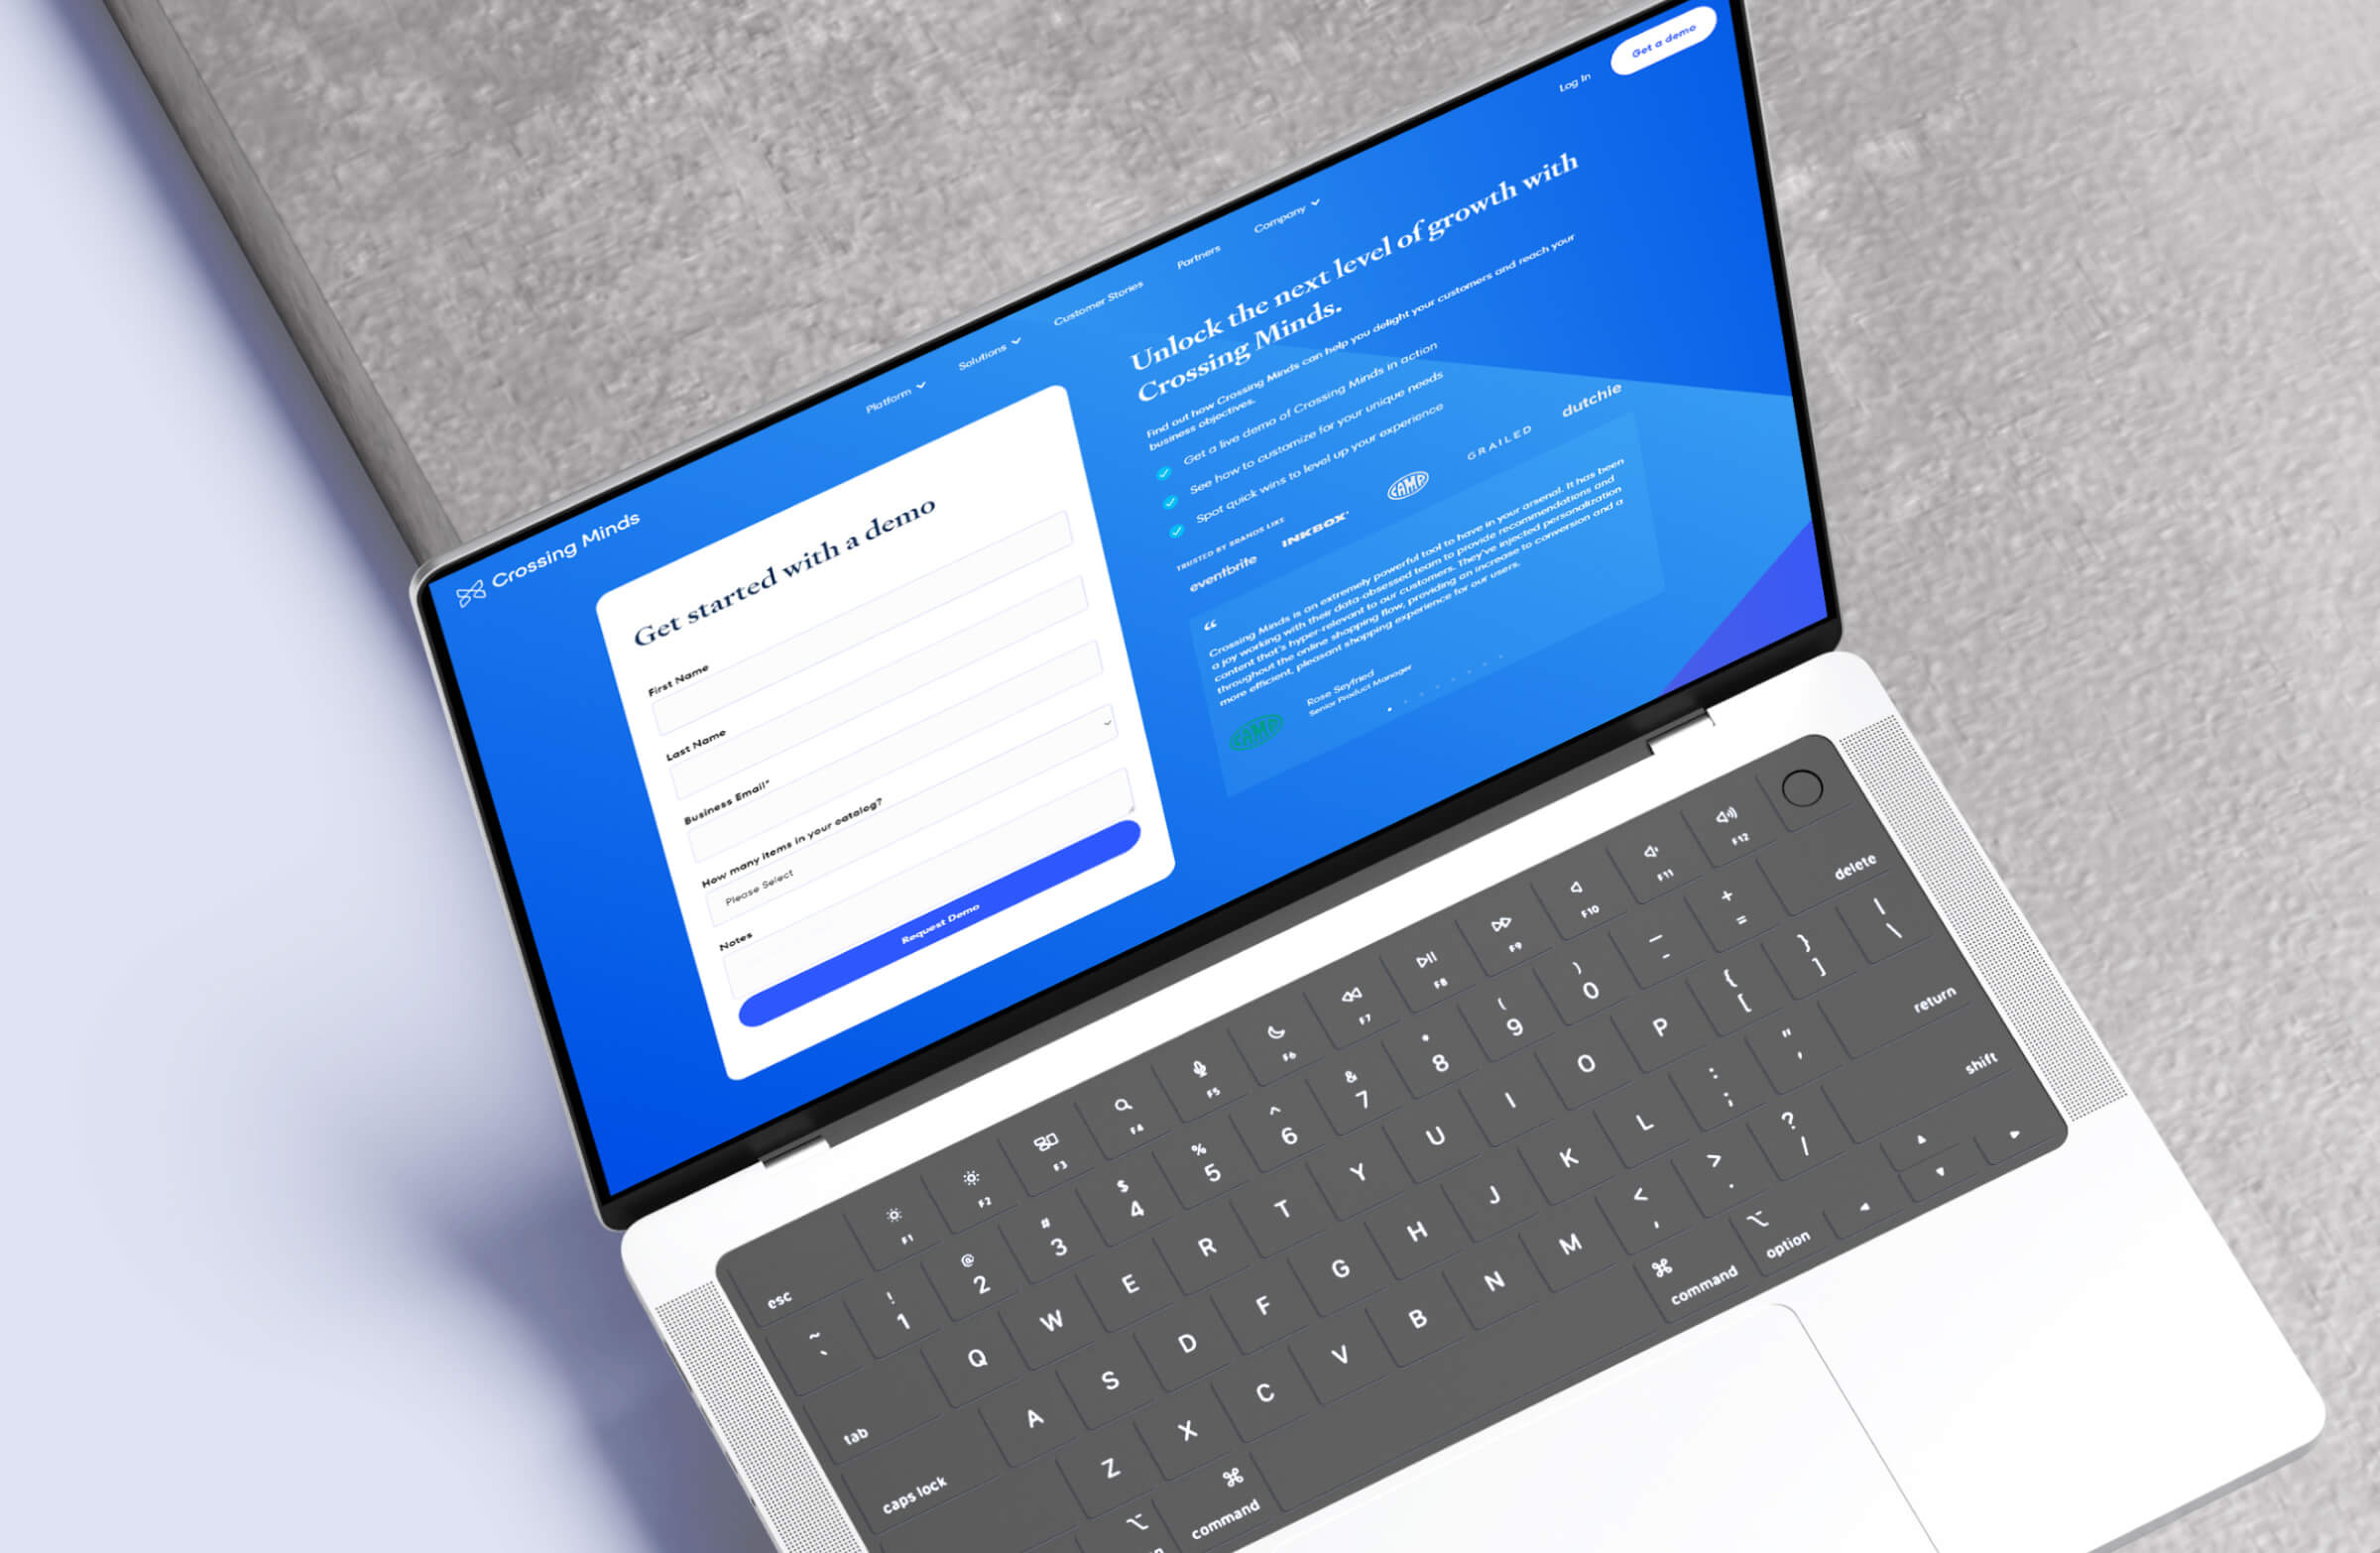 Crossing Minds
Platform
Solutions
Customer Stories
Partners
Company
Log In
Get a demo
Get started with a demo
First Name
Last Name
Business Email*
How many items in your catalog?
Please Select
Notes
Request Demo
Unlock the next level of growth with
Crossing Minds.
Find out how Crossing Minds can help you delight your customers and reach your
business objectives.
Get a live demo of Crossing Minds in action
See how to customize for your unique needs
Spot quick wins to level up your experience
TRUSTED BY BRANDS LIKE
eventbrite
INKBOX
CAMP
GRAILED
dutchie
“
Crossing Minds is an extremely powerful tool to have in your arsenal. It has been
a joy working with their data-obsessed team to provide recommendations and
content that's hyper-relevant to our customers. They've injected personalization
throughout the online shopping flow, providing an increase to conversion and a
more efficient, pleasant shopping experience for our users.
CAMP
Rose Seyfried
Senior Product Manager
esc
F1
F2
F3
F4
F5
F6
F7
F8
F9
F10
F11
F12
~ `
! 1
@ 2
# 3
$ 4
% 5
^ 6
& 7
* 8
( 9
) 0
_ -
+ =
delete
tab
Q W E R T Y U I O P
{ [
} ]
| \
caps lock
A S D F G H J K L
: ;
" '
return
Z X C V B N M
< ,
> .
? /
shift
⌥
⌘
command
⌘
command
⌥
option